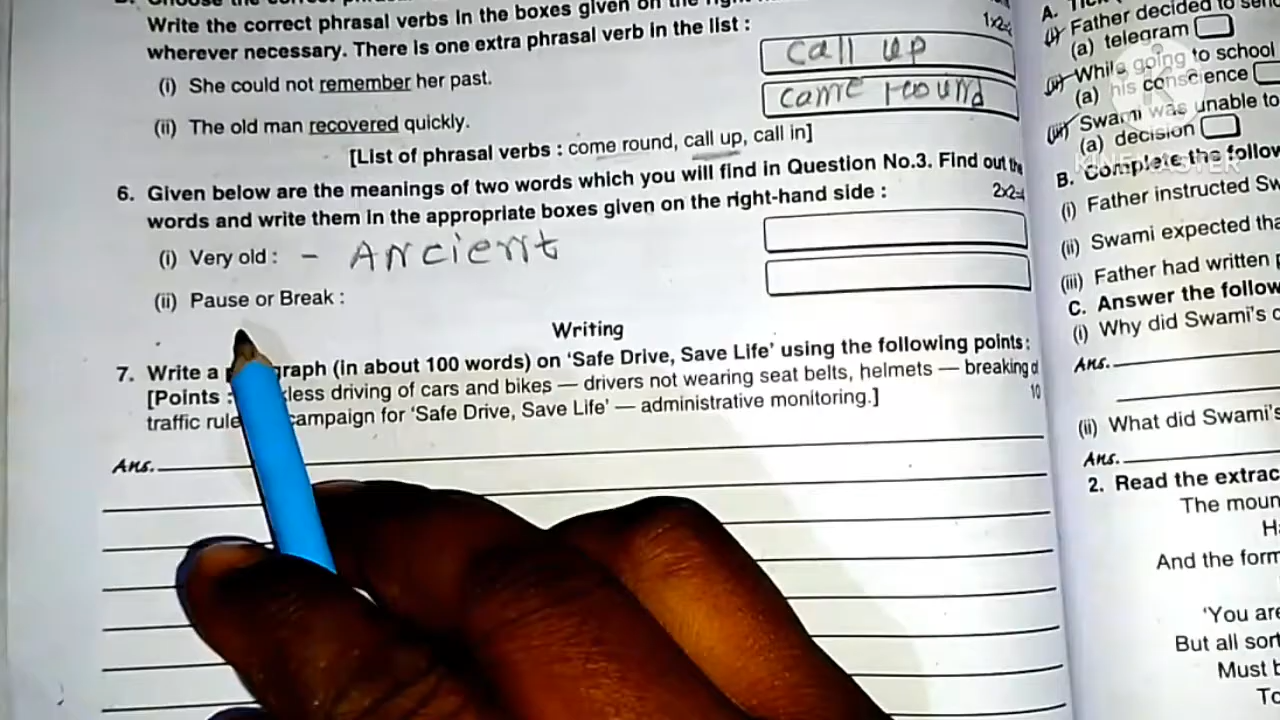 Write the correct phrasal verbs in the boxes given on the
wherever necessary. There is one extra phrasal verb in the list :
call up
(i) She could not remember her past.
came round
(ii) The old man recovered quickly.
[List of phrasal verbs : come round, call up, call in]
6. Given below are the meanings of two words which you will find in Question No.3. Find out the
words and write them in the appropriate boxes given on the right-hand side :
(i) Very old : - Ancient
(ii) Pause or Break :
Writing
7. Write a graph (in about 100 words) on 'Safe Drive, Save Life' using the following points :
[Points : less driving of cars and bikes — drivers not wearing seat belts, helmets — breaking of
traffic rule campaign for 'Safe Drive, Save Life' — administrative monitoring.] 10
Ans.
A.
(i) Father decided to
(a) telegram
(ii) While going to school
(a) his conscience
(iii) Swami was unable to
(a) decision
KINEMASTER
B. Complete the follow
(i) Father instructed Sw
(ii) Swami expected tha
(iii) Father had written
C. Answer the follow
(i) Why did Swami's
Ans.
(ii) What did Swami's
Ans.
2. Read the extrac
The moun
And the form
'You are
But all sor
Must b
To